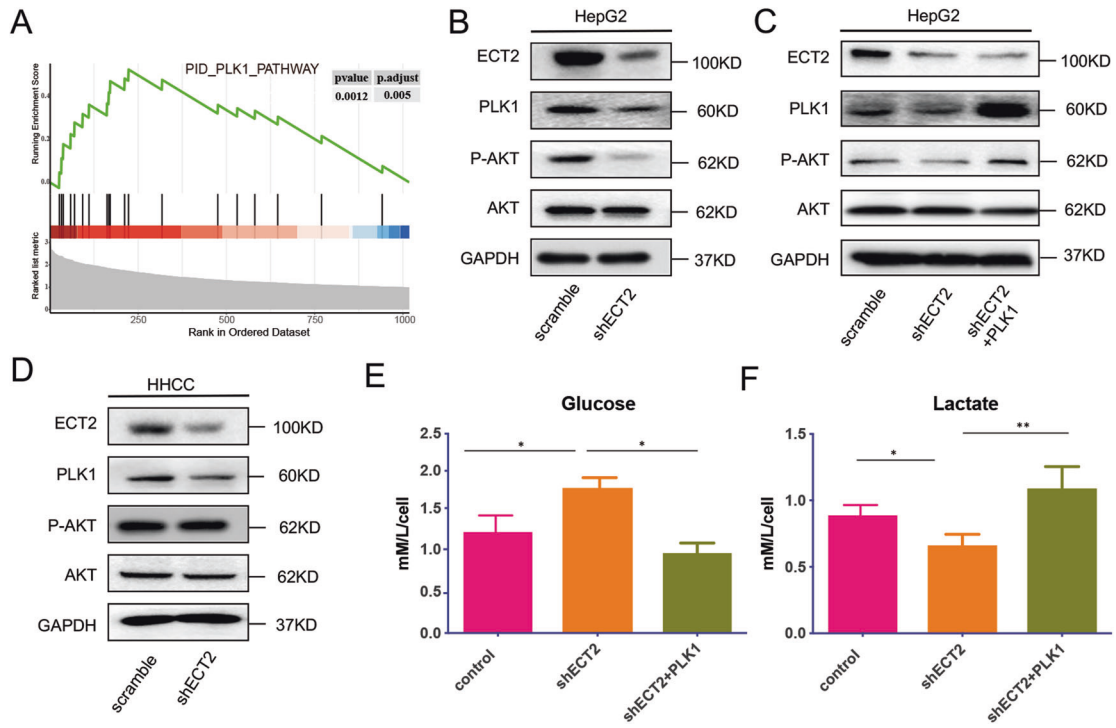 A
PID_PLK1_PATHWAY
pvalue p.adjust
0.0012 0.005
Running Enrichment Score
0.4
0.2
0.0
Ranked list metric
3
2
1
0
250 500 750 1000
Rank in Ordered Dataset
B
HepG2
ECT2 100KD
PLK1 60KD
P-AKT 62KD
AKT 62KD
GAPDH 37KD
scramble
shECT2
C
HepG2
ECT2 100KD
PLK1 60KD
P-AKT 62KD
AKT 62KD
GAPDH 37KD
scramble
shECT2
shECT2
+PLK1
D
HHCC
ECT2 100KD
PLK1 60KD
P-AKT 62KD
AKT 62KD
GAPDH 37KD
scramble
shECT2
E
Glucose
mM/L/cell
2.5
2.0
1.5
1.0
0.5
0.0
* *
control
shECT2
shECT2+PLK1
F
Lactate
mM/L/cell
1.5
1.0
0.5
0.0
* **
control
shECT2
shECT2+PLK1